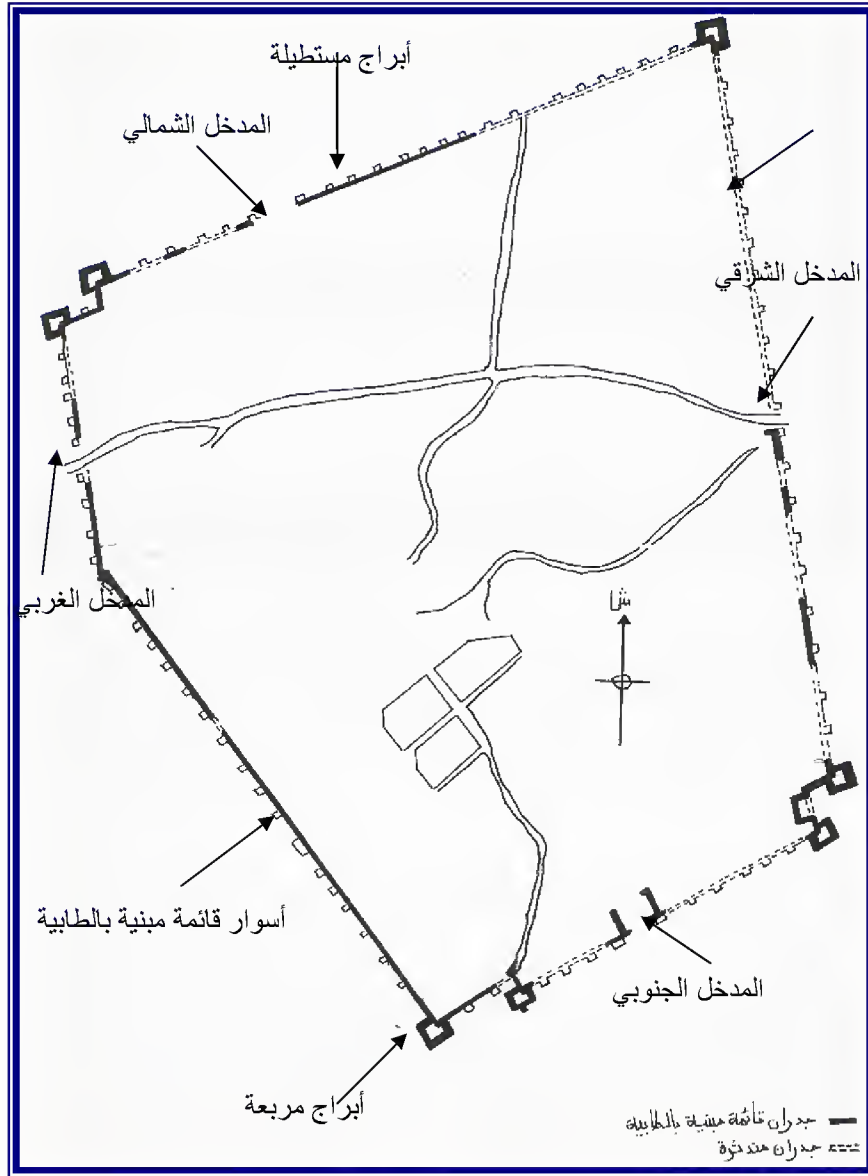 أبراج مستطيلة
المدخل الشمالي
المدخل الشرقي
المدخل الغربي
ش
أسوار قائمة مبنية بالطابية
المدخل الجنوبي
أبراج مربعة
جدران قائمة مبنية بالطابية
جدران مندثرة